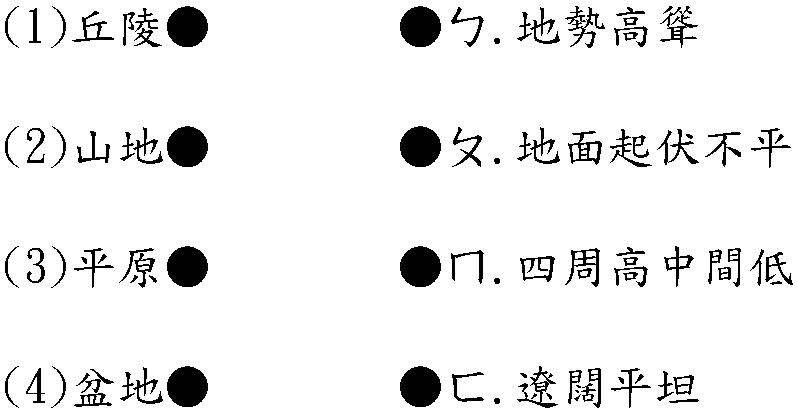 (1)丘陵● ●ㄅ.地勢高聳
(2)山地● ●ㄆ.地面起伏不平
(3)平原● ●ㄇ.四周高中間低
(4)盆地● ●ㄈ.遼闊平坦